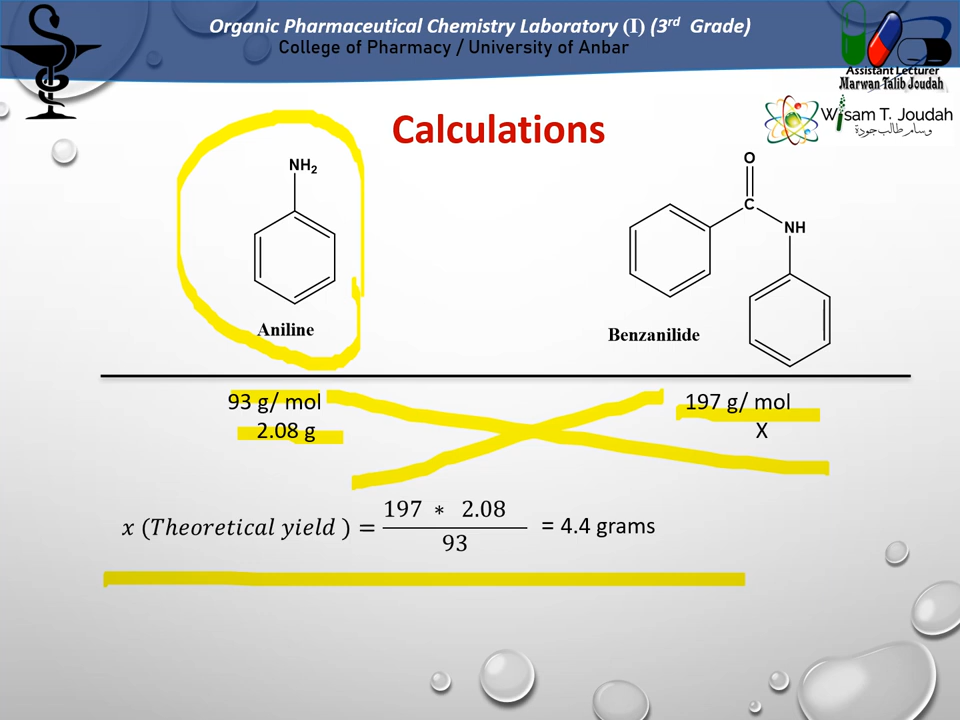 Organic Pharmaceutical Chemistry Laboratory (I) (3rd Grade)
College of Pharmacy / University of Anbar
Assistant Lecturer
Marwan Talib Joudah
Wisam T. Joudah
وسام طالب جودة
Calculations
NH2
Aniline
O
C
NH
Benzanilide
93 g/ mol 197 g/ mol
2.08 g X
x (Theoretical yield ) = 197 * 2.08 / 93 = 4.4 grams